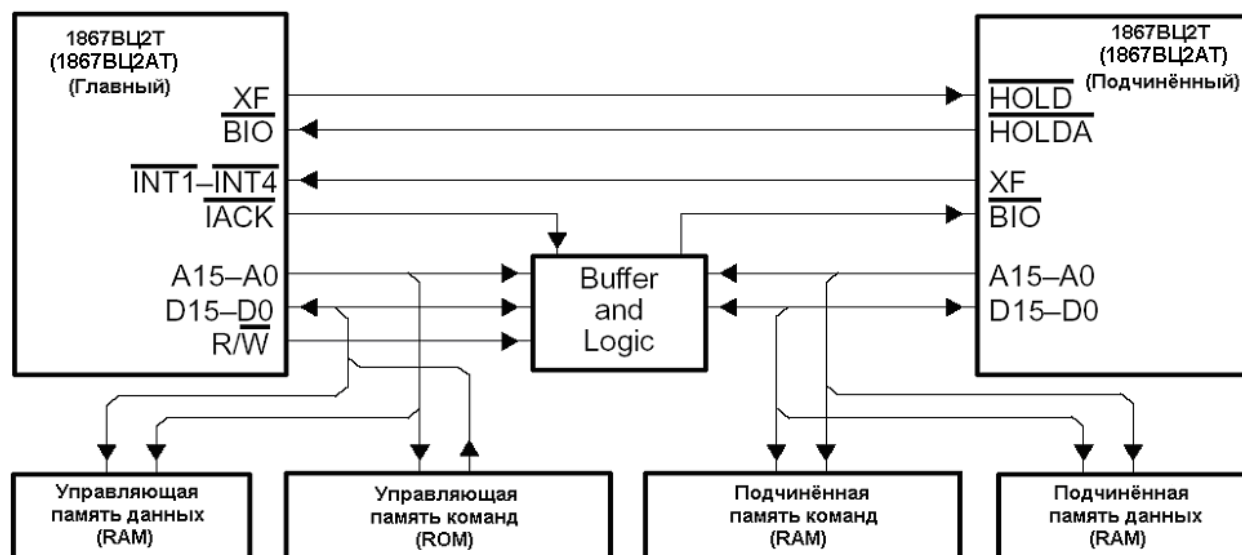 1867ВЦ2Т
(1867ВЦ2АТ)
(Главный)
XF
BIO
INT1–INT4
IACK
A15–A0
D15–D0
R/W
1867ВЦ2Т
(1867ВЦ2АТ)
(Подчинённый)
HOLD
HOLDA
XF
BIO
A15–A0
D15–D0
Buffer
and
Logic
Управляющая
память данных
(RAM)
Управляющая
память команд
(ROM)
Подчинённая
память команд
(RAM)
Подчинённая
память данных
(RAM)